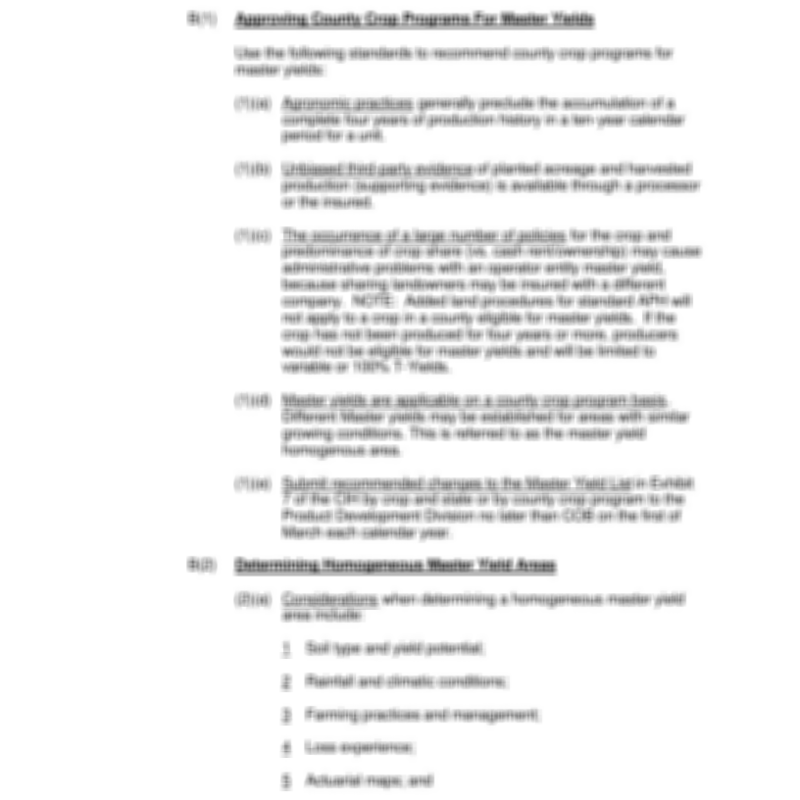 B(1) Approving County Crop Programs For Master Yields
Use the following standards to recommend county crop programs for
master yields:
(1)(a) Agronomic practices generally preclude the accumulation of a
complete four years of production history in a ten year calendar
period for a unit.
(1)(b) Unbiased third party evidence of planted acreage and harvested
production (supporting evidence) is available through a processor
or the insured.
(1)(c) The occurrence of a large number of policies for the crop and
predominance of crop share (vs. cash rent/ownership) may cause
administrative problems with an operator entity master yield,
because sharing landowners may be insured with a different
company. NOTE: Added land procedures for standard APH will
not apply to a crop in a county eligible for master yields. If the
crop has not been produced for four years or more, producers
would not be eligible for master yields and will be limited to
variable or 100% T-Yields.
(1)(d) Master yields are applicable on a county crop program basis.
Different Master yields may be established for areas with similar
growing conditions. This is referred to as the master yield
homogenous area.
(1)(e) Submit recommended changes to the Master Yield List in Exhibit
7 of the CIH by crop and state or by county crop program to the
Product Development Division no later than COB on the first of
March each calendar year.
B(2) Determining Homogeneous Master Yield Areas
(2)(a) Considerations when determining a homogeneous master yield
area include:
1 Soil type and yield potential;
2 Rainfall and climatic conditions;
3 Farming practices and management;
4 Loss experience;
5 Actuarial maps; and